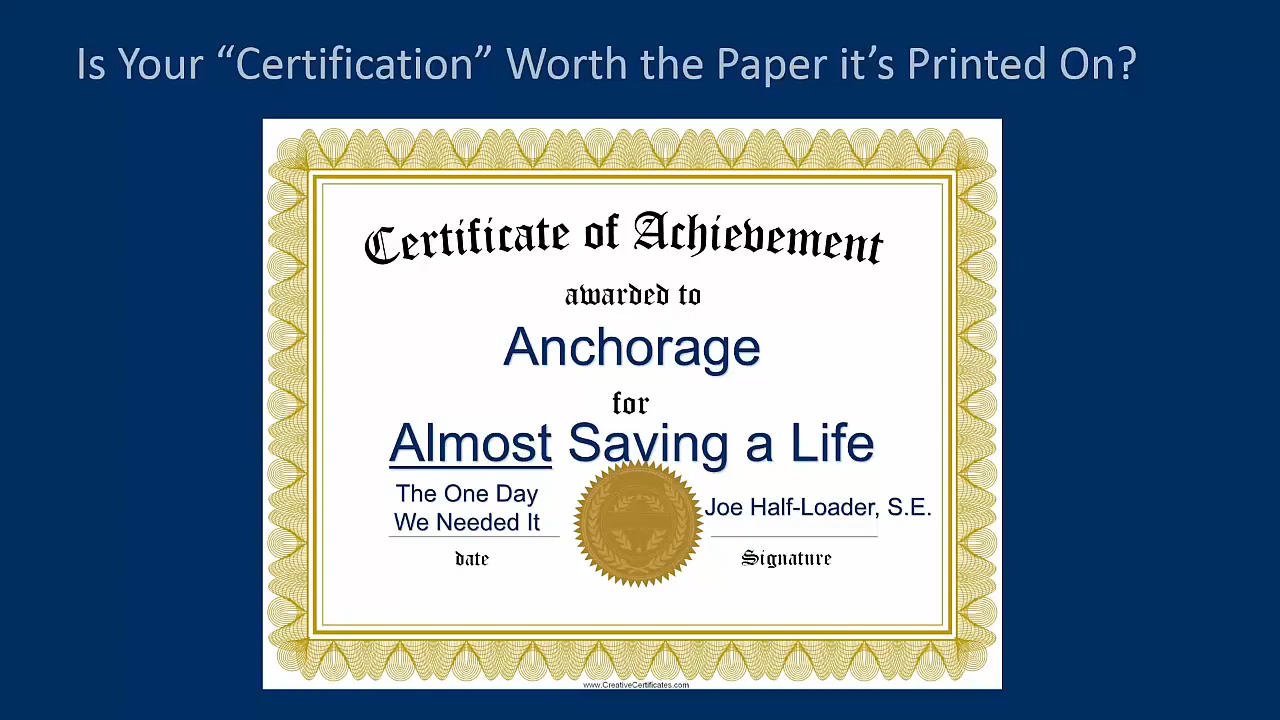 Is Your “Certification” Worth the Paper it’s Printed On?
Certificate of Achievement
awarded to
Anchorage
for
Almost Saving a Life
The One Day
We Needed It
Joe Half-Loader, S.E.
date
Signature
www.CreativeCertificates.com